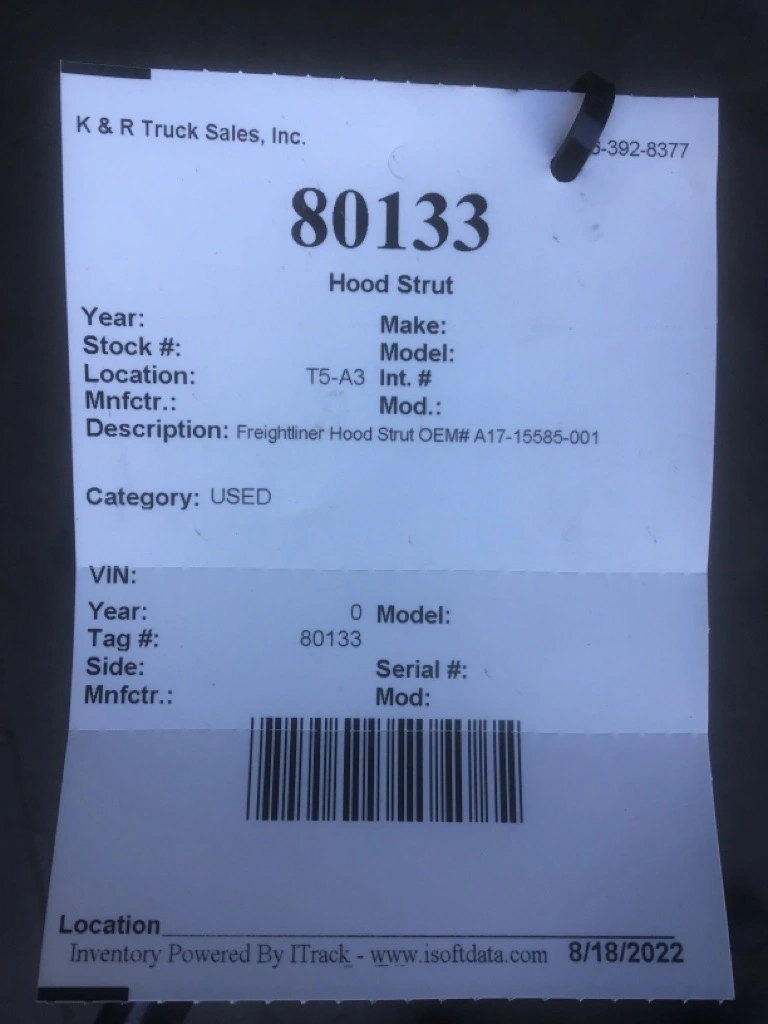 K & R Truck Sales, Inc.
6-392-8377
80133
Hood Strut
Year:
Make:
Stock #:
Model:
Location: T5-A3 Int. #
Mnfctr.:
Mod.:
Description: Freightliner Hood Strut OEM# A17-15585-001
Category: USED
VIN:
Year: 0 Model:
Tag #: 80133
Side:
Serial #:
Mnfctr.:
Mod:
Location
Inventory Powered By ITrack - www.isoftdata.com 8/18/2022